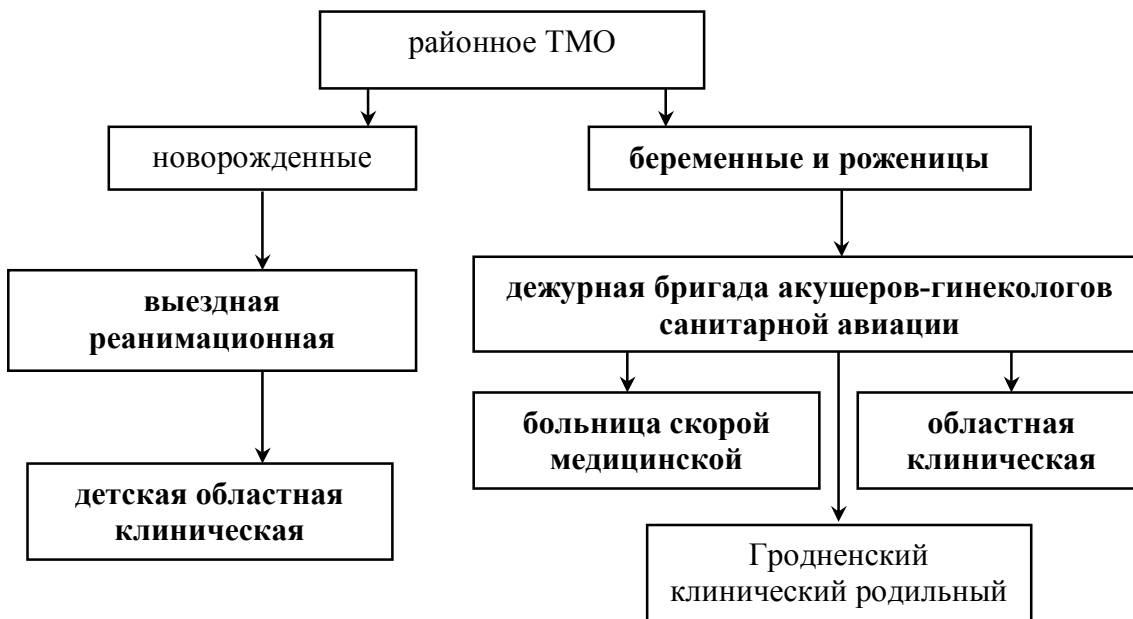 районное ТМО
новорожденные
беременные и роженицы
выездная
реанимационная
дежурная бригада акушеров-гинекологов
санитарной авиации
больница скорой
медицинской
областная
клиническая
детская областная
клиническая
Гродненский
клинический родильный